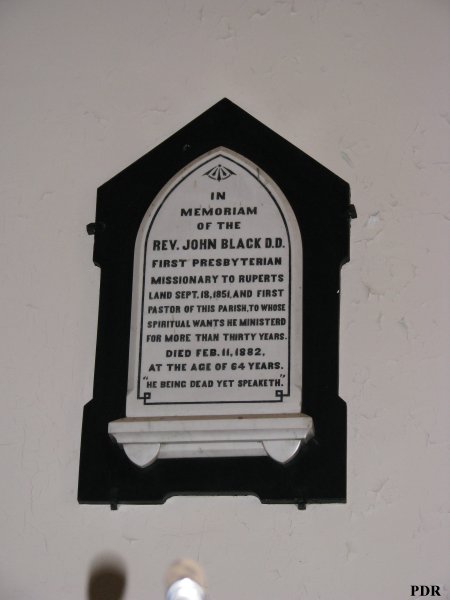 IN
MEMORIAM
OF THE
REV. JOHN BLACK D.D.
FIRST PRESBYTERIAN
MISSIONARY TO RUPERTS
LAND SEPT. 18, 1851, AND FIRST
PASTOR OF THIS PARISH, TO WHOSE
SPIRITUAL WANTS HE MINISTERD
FOR MORE THAN THIRTY YEARS.
DIED FEB. 11, 1882,
AT THE AGE OF 64 YEARS.
"HE BEING DEAD YET SPEAKETH."
PDR